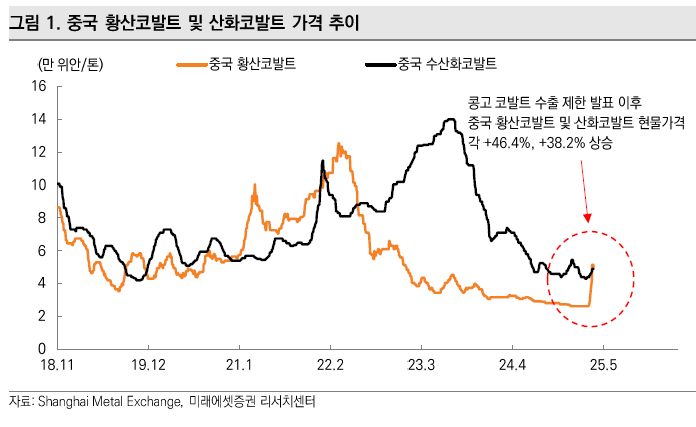 그림 1. 중국 황산코발트 및 산화코발트 가격 추이
(만 위안/톤)
중국 황산코발트
중국 수산화코발트
콩고 코발트 수출 제한 발표 이후
중국 황산코발트 및 산화코발트 현물가격
각 +46.4%, +38.2% 상승
16
14
12
10
8
6
4
2
0
18.11 19.12 21.1 22.2 23.3 24.4 25.5
자료: Shanghai Metal Exchange, 미래에셋증권 리서치센터